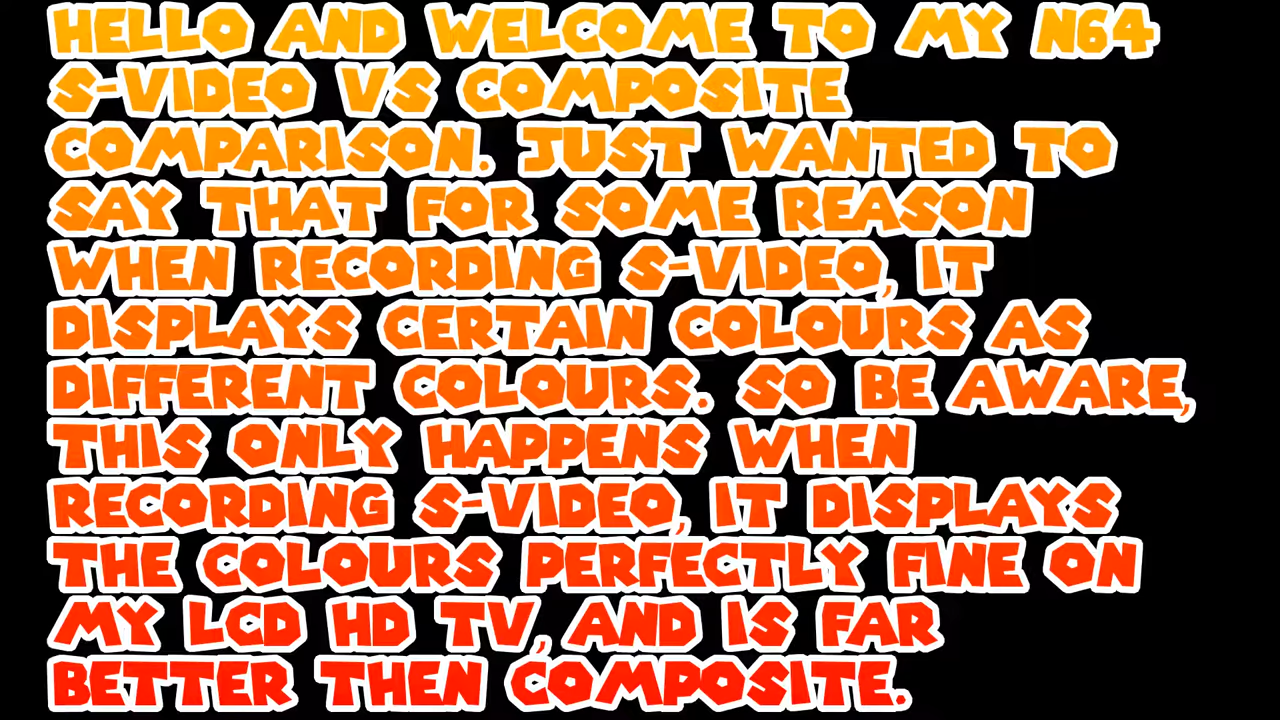 HELLO AND WELCOME TO MY N64
S-VIDEO VS COMPOSITE
COMPARISON. JUST WANTED TO
SAY THAT FOR SOME REASON
WHEN RECORDING S-VIDEO, IT
DISPLAYS CERTAIN COLOURS AS
DIFFERENT COLOURS. SO BE AWARE,
THIS ONLY HAPPENS WHEN
RECORDING S-VIDEO, IT DISPLAYS
THE COLOURS PERFECTLY FINE ON
MY LCD HD TV, AND IS FAR
BETTER THEN COMPOSITE.